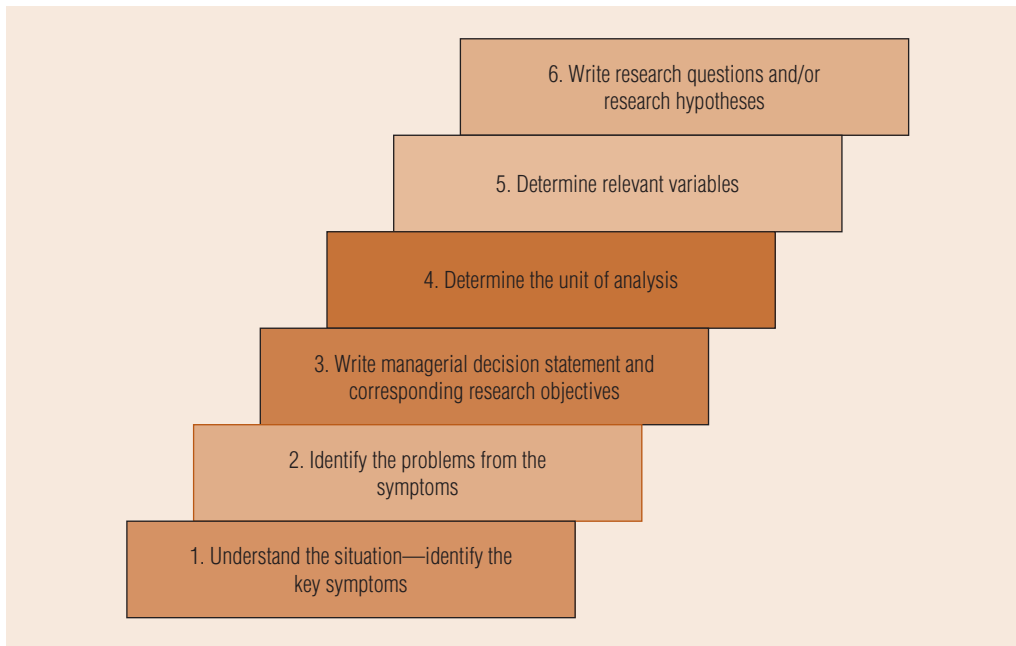 6. Write research questions and/or
research hypotheses
5. Determine relevant variables
4. Determine the unit of analysis
3. Write managerial decision statement and
corresponding research objectives
2. Identify the problems from the
symptoms
1. Understand the situation—identify the
key symptoms